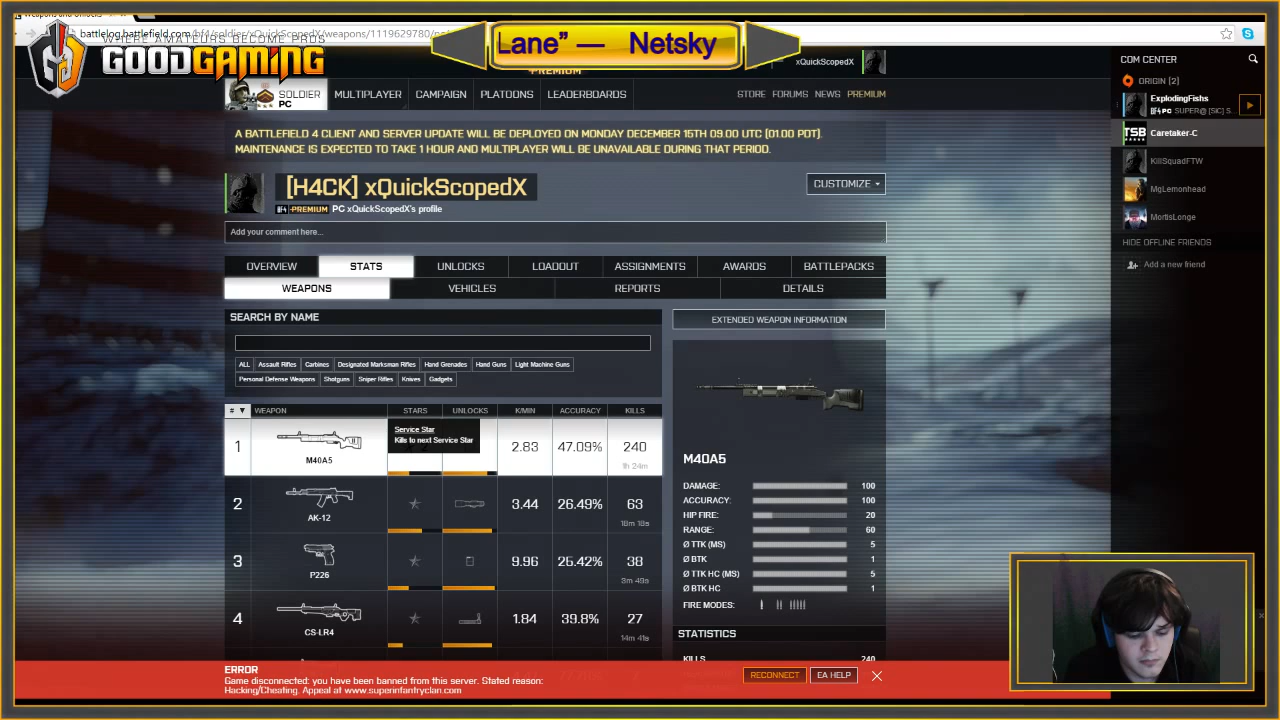 battlelog.battlefield.com/bf4/soldier/xQuickScopedX/weapons/1119629780/pc/
WHERE AMATEURS BECOME PROS
GOODGAMING
Lane” — Netsky
PREMIUM
xQuickScopedX
SOLDIER
PC
MULTIPLAYER
CAMPAIGN
PLATOONS
LEADERBOARDS
STORE FORUMS NEWS PREMIUM
A BATTLEFIELD 4 CLIENT AND SERVER UPDATE WILL BE DEPLOYED ON MONDAY DECEMBER 15TH 09.00 UTC (01.00 PDT).
MAINTENANCE IS EXPECTED TO TAKE 1 HOUR AND MULTIPLAYER WILL BE UNAVAILABLE DURING THAT PERIOD.
[H4CK] xQuickScopedX
PREMIUM PC xQuickScopedX's profile
CUSTOMIZE
Add your comment here...
OVERVIEW STATS UNLOCKS LOADOUT ASSIGNMENTS AWARDS BATTLEPACKS
WEAPONS VEHICLES REPORTS DETAILS
SEARCH BY NAME
ALL Assault Rifles Carbines Designated Marksman Rifles Hand Grenades Hand Guns Light Machine Guns
Personal Defense Weapons Shotguns Sniper Rifles Knives Gadgets
# WEAPON STARS UNLOCKS K/MIN ACCURACY KILLS
Service Star
Kills to next Service Star
1 M40A5 2.83 47.09% 240
1h 24m
2 AK-12 3.44 26.49% 63
18m 18s
3 P226 9.96 25.42% 38
3m 49s
4 CS-LR4 1.84 39.8% 27
14m 41s
EXTENDED WEAPON INFORMATION
M40A5
DAMAGE: 100
ACCURACY: 100
HIP FIRE: 20
RANGE: 60
Ø TTK (MS) 5
Ø BTK 1
Ø TTK HC (MS) 5
Ø BTK HC 1
FIRE MODES:
STATISTICS
KILLS 240
COM CENTER
ORIGIN (2)
ExplodingFishs
BF4 PC SUPER@ [SIC] S.
TSB Caretaker-C
KillSquadFTW
MgLemonhead
MortisLonge
HIDE OFFLINE FRIENDS
Add a new friend
ERROR
Game disconnected: you have been banned from this server. Stated reason:
Hacking/Cheating. Appeal at www.superinfantryclan.com
RECONNECT
EA HELP